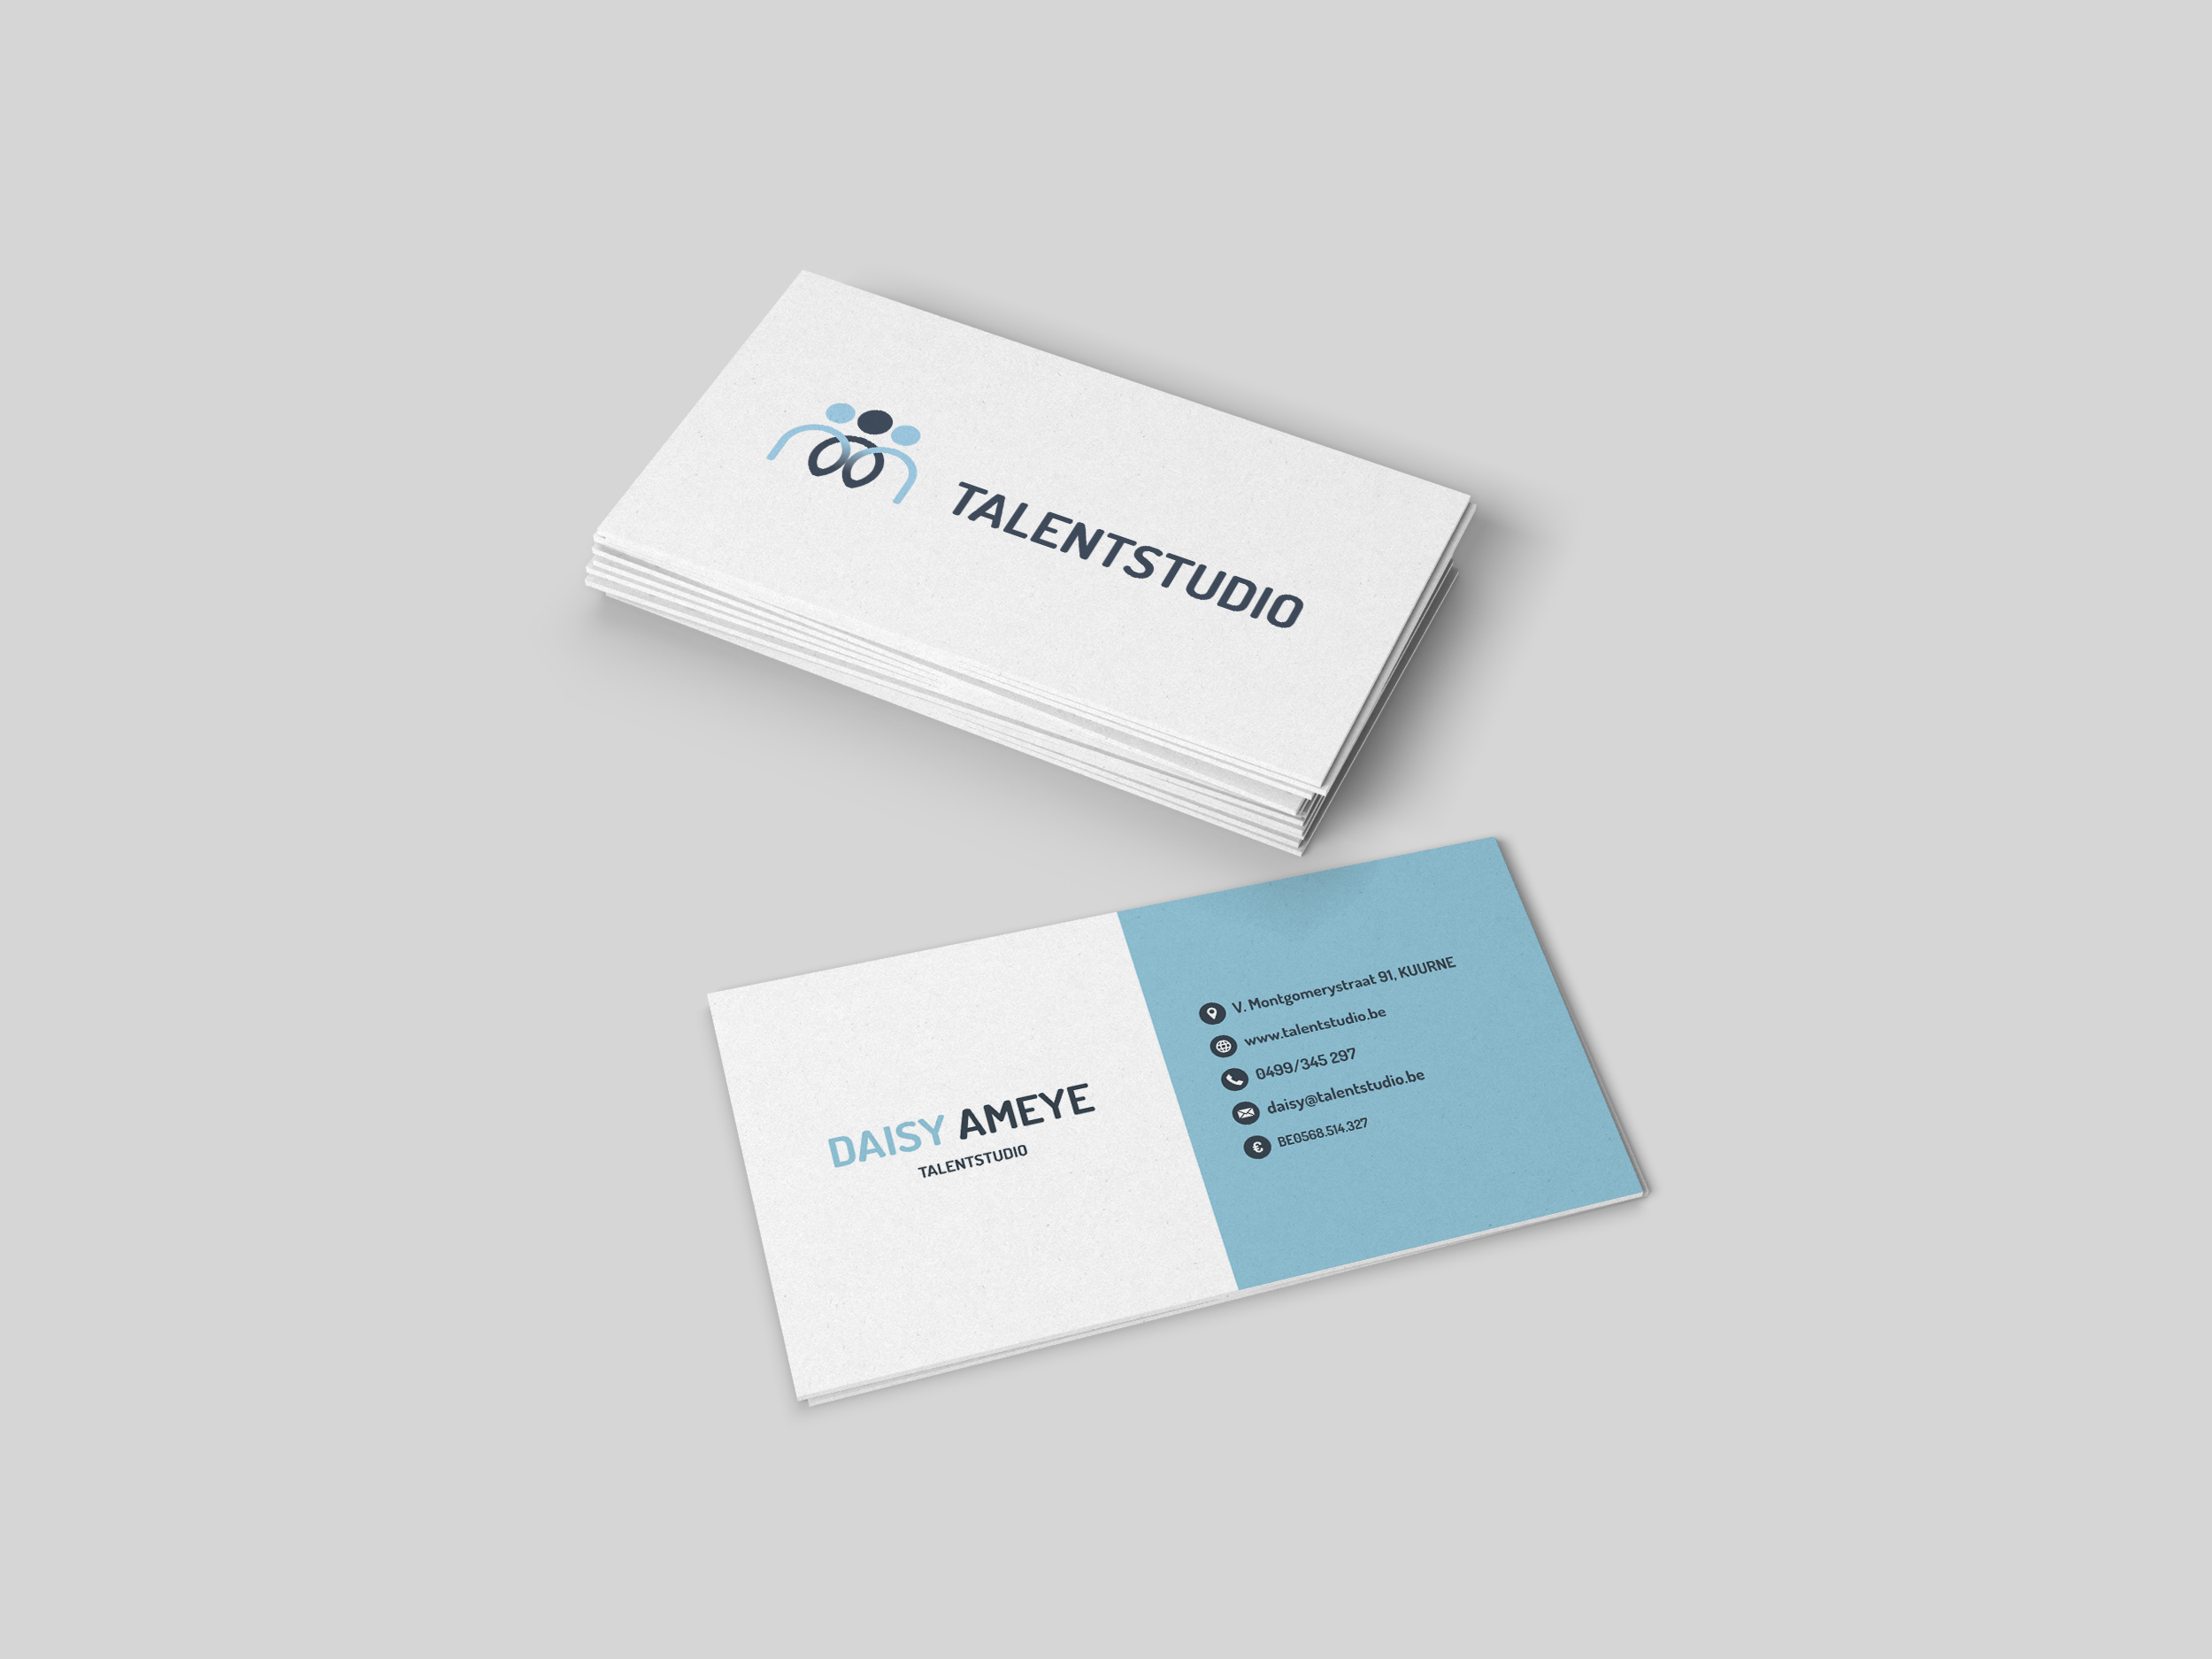 TALENTSTUDIO
DAISY AMEYE
TALENTSTUDIO
V. Montgomerystraat 91, KUURNE
www.talentstudio.be
0499/345 297
daisy@talentstudio.be
BE0568.514.327